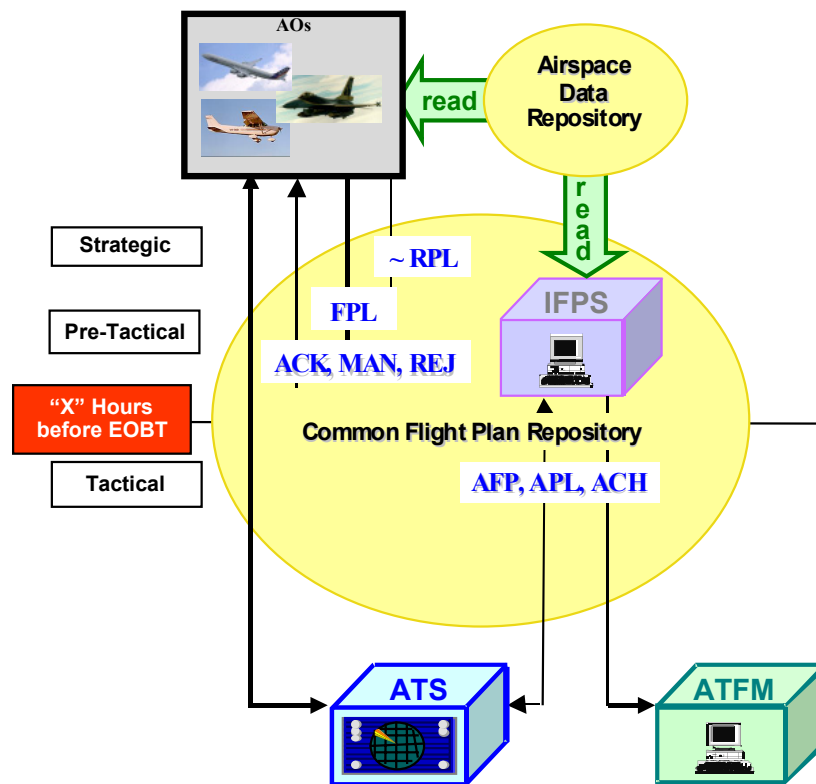 AOs
Airspace
Data
Repository
read
read
Strategic
~ RPL
IFPS
FPL
Pre-Tactical
ACK, MAN, REJ
“X” Hours
before EOBT
Common Flight Plan Repository
Tactical
AFP, APL, ACH
ATS
ATFM